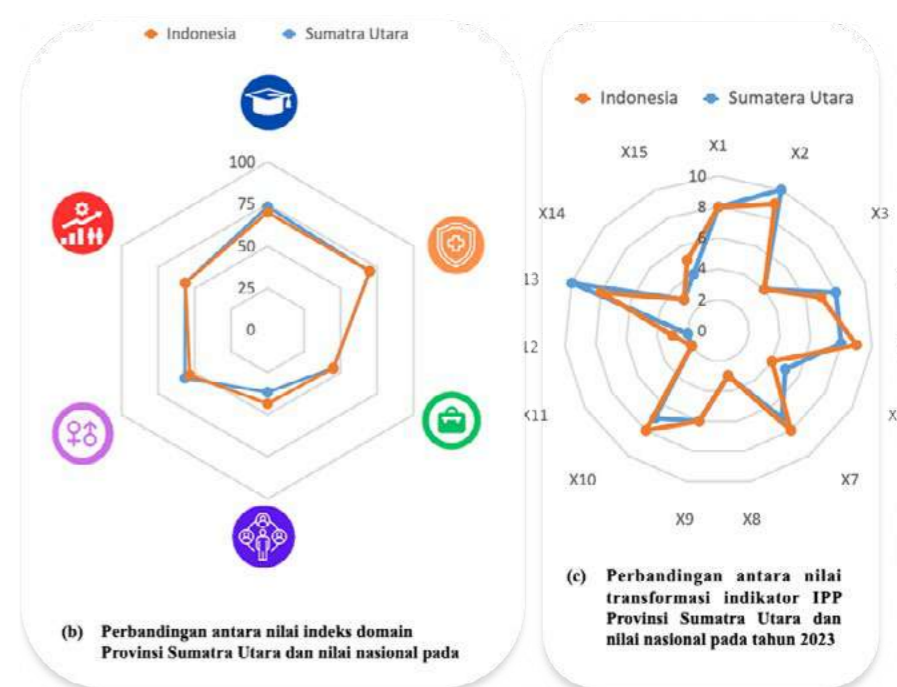 Indonesia Sumatra Utara
100
75
50
25
0
(b) Perbandingan antara nilai indeks domain
Provinsi Sumatra Utara dan nilai nasional pada
Indonesia Sumatera Utara
X1
X15 X2
10
X14 8 X3
6
13 4
2
12 0
X11 X
X10 X7
X9 X8
(c) Perbandingan antara nilai
transformasi indikator IPP
Provinsi Sumatra Utara dan
nilai nasional pada tahun 2023